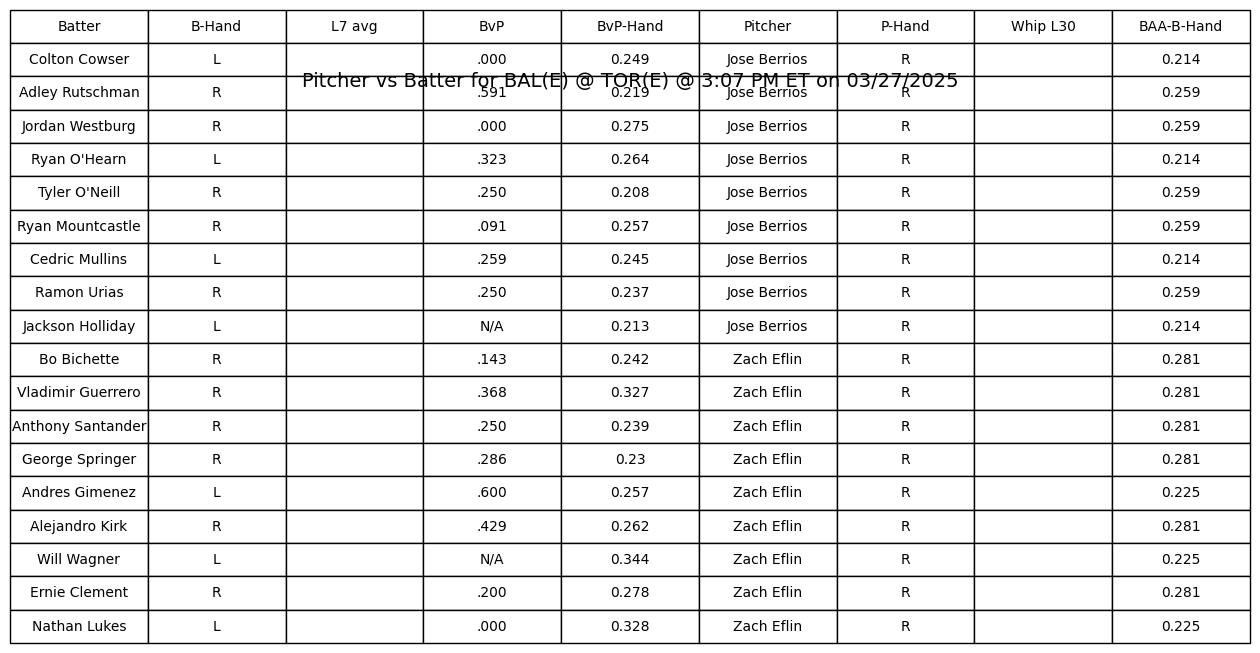 Batter B-Hand L7 avg BvP BvP-Hand Pitcher P-Hand Whip L30 BAA-B-Hand
Colton Cowser L .000 0.249 Jose Berrios R 0.214
Pitcher vs Batter for BAL(E) @ TOR(E) @ 3:07 PM ET on 03/27/2025
Adley Rutschman R .591 0.219 Jose Berrios R 0.259
Jordan Westburg R .000 0.275 Jose Berrios R 0.259
Ryan O'Hearn L .323 0.264 Jose Berrios R 0.214
Tyler O'Neill R .250 0.208 Jose Berrios R 0.259
Ryan Mountcastle R .091 0.257 Jose Berrios R 0.259
Cedric Mullins L .259 0.245 Jose Berrios R 0.214
Ramon Urias R .250 0.237 Jose Berrios R 0.259
Jackson Holliday L N/A 0.213 Jose Berrios R 0.214
Bo Bichette R .143 0.242 Zach Eflin R 0.281
Vladimir Guerrero R .368 0.327 Zach Eflin R 0.281
Anthony Santander R .250 0.239 Zach Eflin R 0.281
George Springer R .286 0.23 Zach Eflin R 0.281
Andres Gimenez L .600 0.257 Zach Eflin R 0.225
Alejandro Kirk R .429 0.262 Zach Eflin R 0.281
Will Wagner L N/A 0.344 Zach Eflin R 0.225
Ernie Clement R .200 0.278 Zach Eflin R 0.281
Nathan Lukes L .000 0.328 Zach Eflin R 0.225